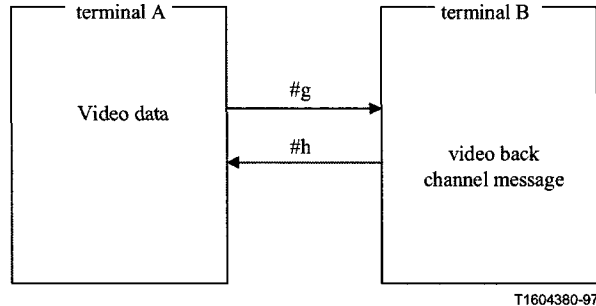 terminal A
terminal B
#g
Video data
#h
video back
channel message
T1604380-97